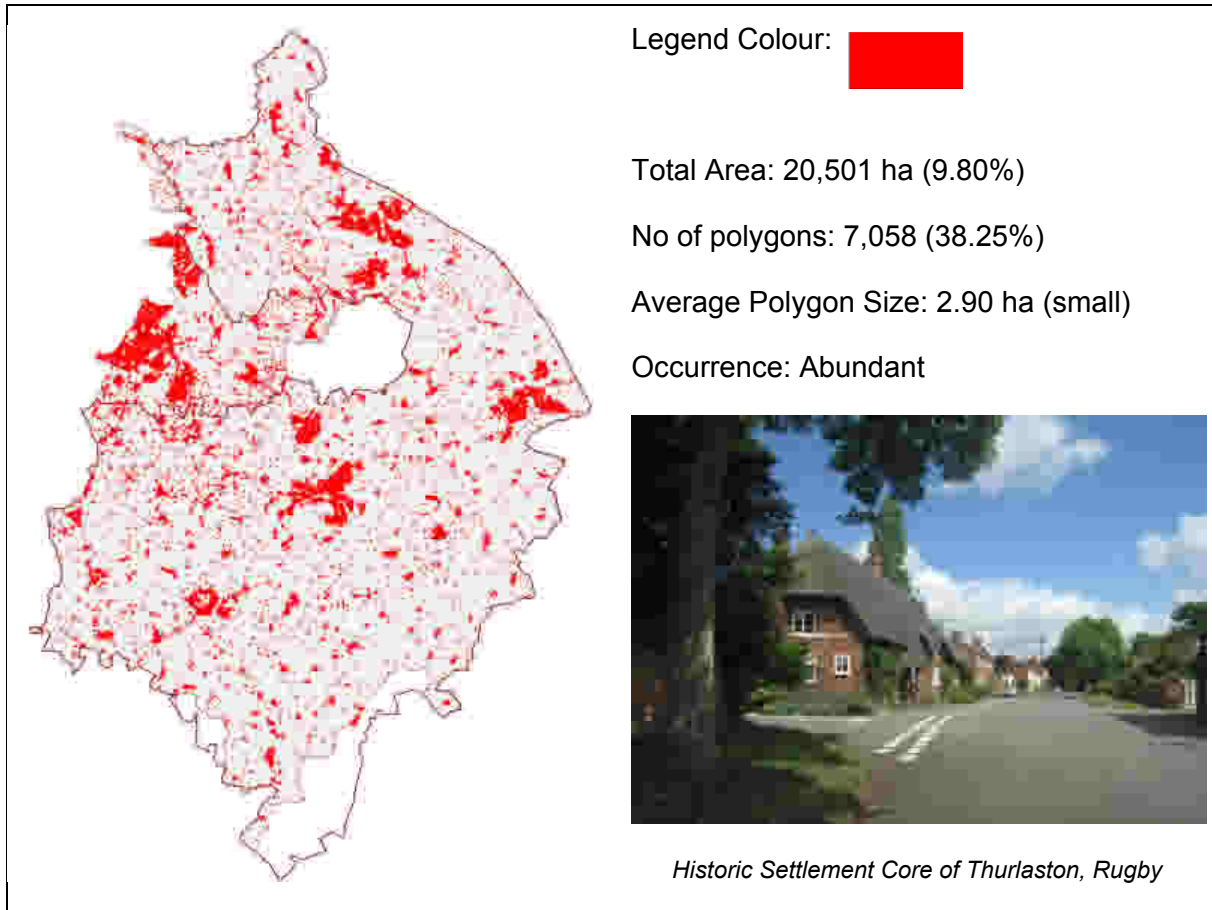 Legend Colour:
Total Area: 20,501 ha (9.80%)
No of polygons: 7,058 (38.25%)
Average Polygon Size: 2.90 ha (small)
Occurrence: Abundant
Historic Settlement Core of Thurlaston, Rugby